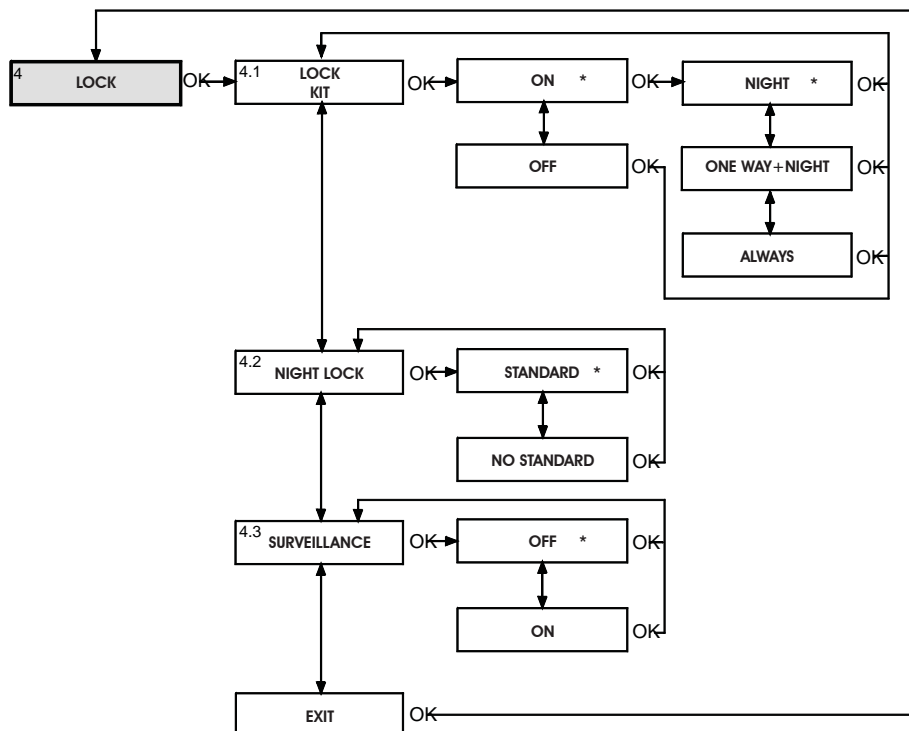 4
LOCK
OK
4.1
LOCK
KIT
OK
ON *
OK
NIGHT *
OK
OFF
OK
ONE WAY+NIGHT
OK
ALWAYS
OK
4.2
NIGHT LOCK
OK
STANDARD *
OK
NO STANDARD
OK
4.3
SURVEILLANCE
OK
OFF *
OK
ON
OK
EXIT
OK